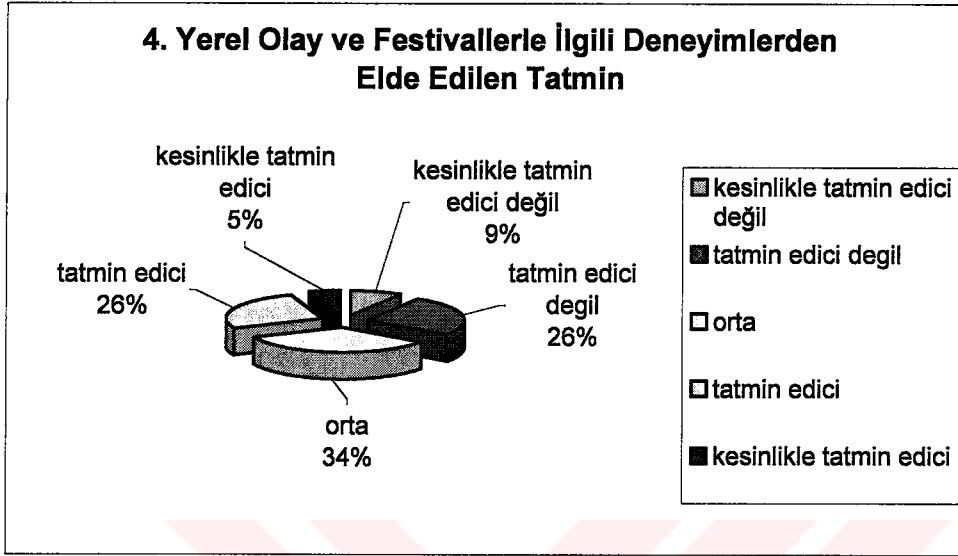 4. Yerel Olay ve Festivallerle İlgili Deneyimlerden
Elde Edilen Tatmin
kesinlikle tatmin
edici
5%
kesinlikle tatmin
edici değil
9%
tatmin edici
26%
tatmin edici
degil
26%
orta
34%
kesinlikle tatmin edici
değil
tatmin edici degil
orta
tatmin edici
kesinlikle tatmin edici